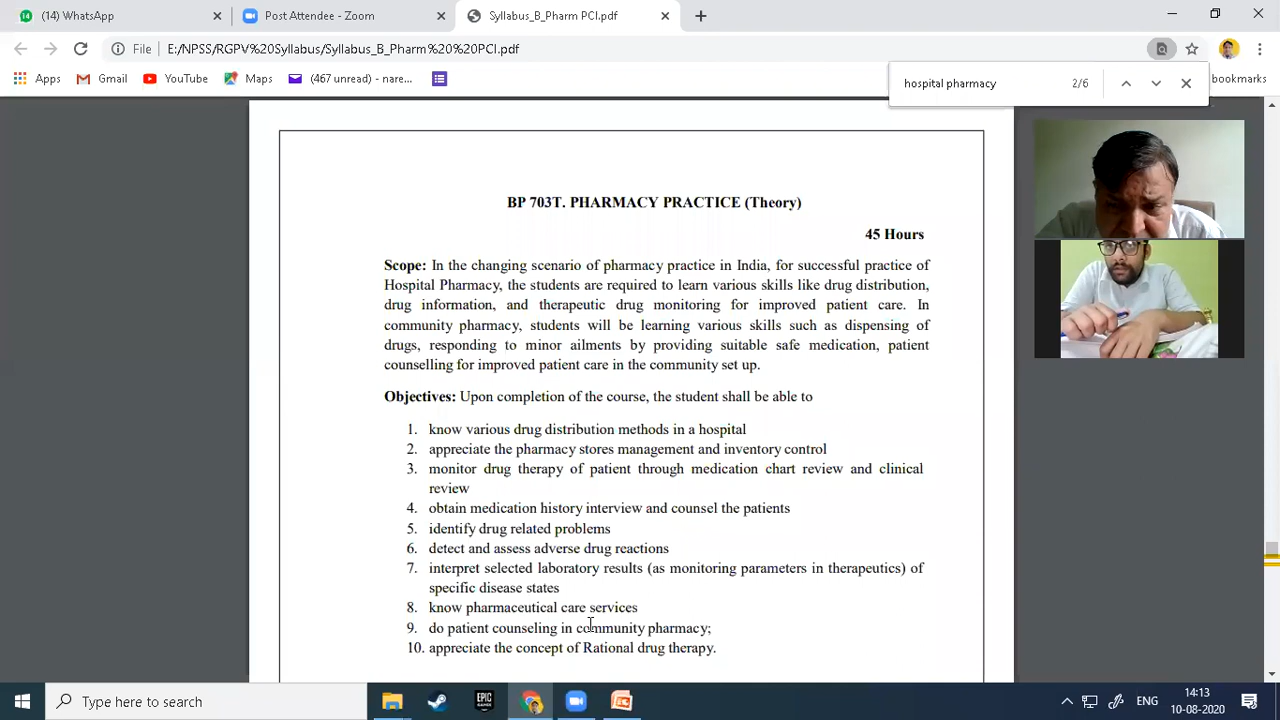 (14) WhatsApp
Post Attendee - Zoom
Syllabus_B_Pharm PCI.pdf
File
E:/NPSS/RGPV%20Syllabus/Syllabus_B_Pharm%20%20PCI.pdf
Apps
Gmail
YouTube
Maps
(467 unread) - nare...
bookmarks
hospital pharmacy
2/6
BP 703T. PHARMACY PRACTICE (Theory)
45 Hours
Scope: In the changing scenario of pharmacy practice in India, for successful practice of
Hospital Pharmacy, the students are required to learn various skills like drug distribution,
drug information, and therapeutic drug monitoring for improved patient care. In
community pharmacy, students will be learning various skills such as dispensing of
drugs, responding to minor ailments by providing suitable safe medication, patient
counselling for improved patient care in the community set up.
Objectives: Upon completion of the course, the student shall be able to
1. know various drug distribution methods in a hospital
2. appreciate the pharmacy stores management and inventory control
3. monitor drug therapy of patient through medication chart review and clinical
review
4. obtain medication history interview and counsel the patients
5. identify drug related problems
6. detect and assess adverse drug reactions
7. interpret selected laboratory results (as monitoring parameters in therapeutics) of
specific disease states
8. know pharmaceutical care services
9. do patient counseling in community pharmacy;
10. appreciate the concept of Rational drug therapy.
Type here to search
EPIC
GAMES
ENG
14:13
10-08-2020